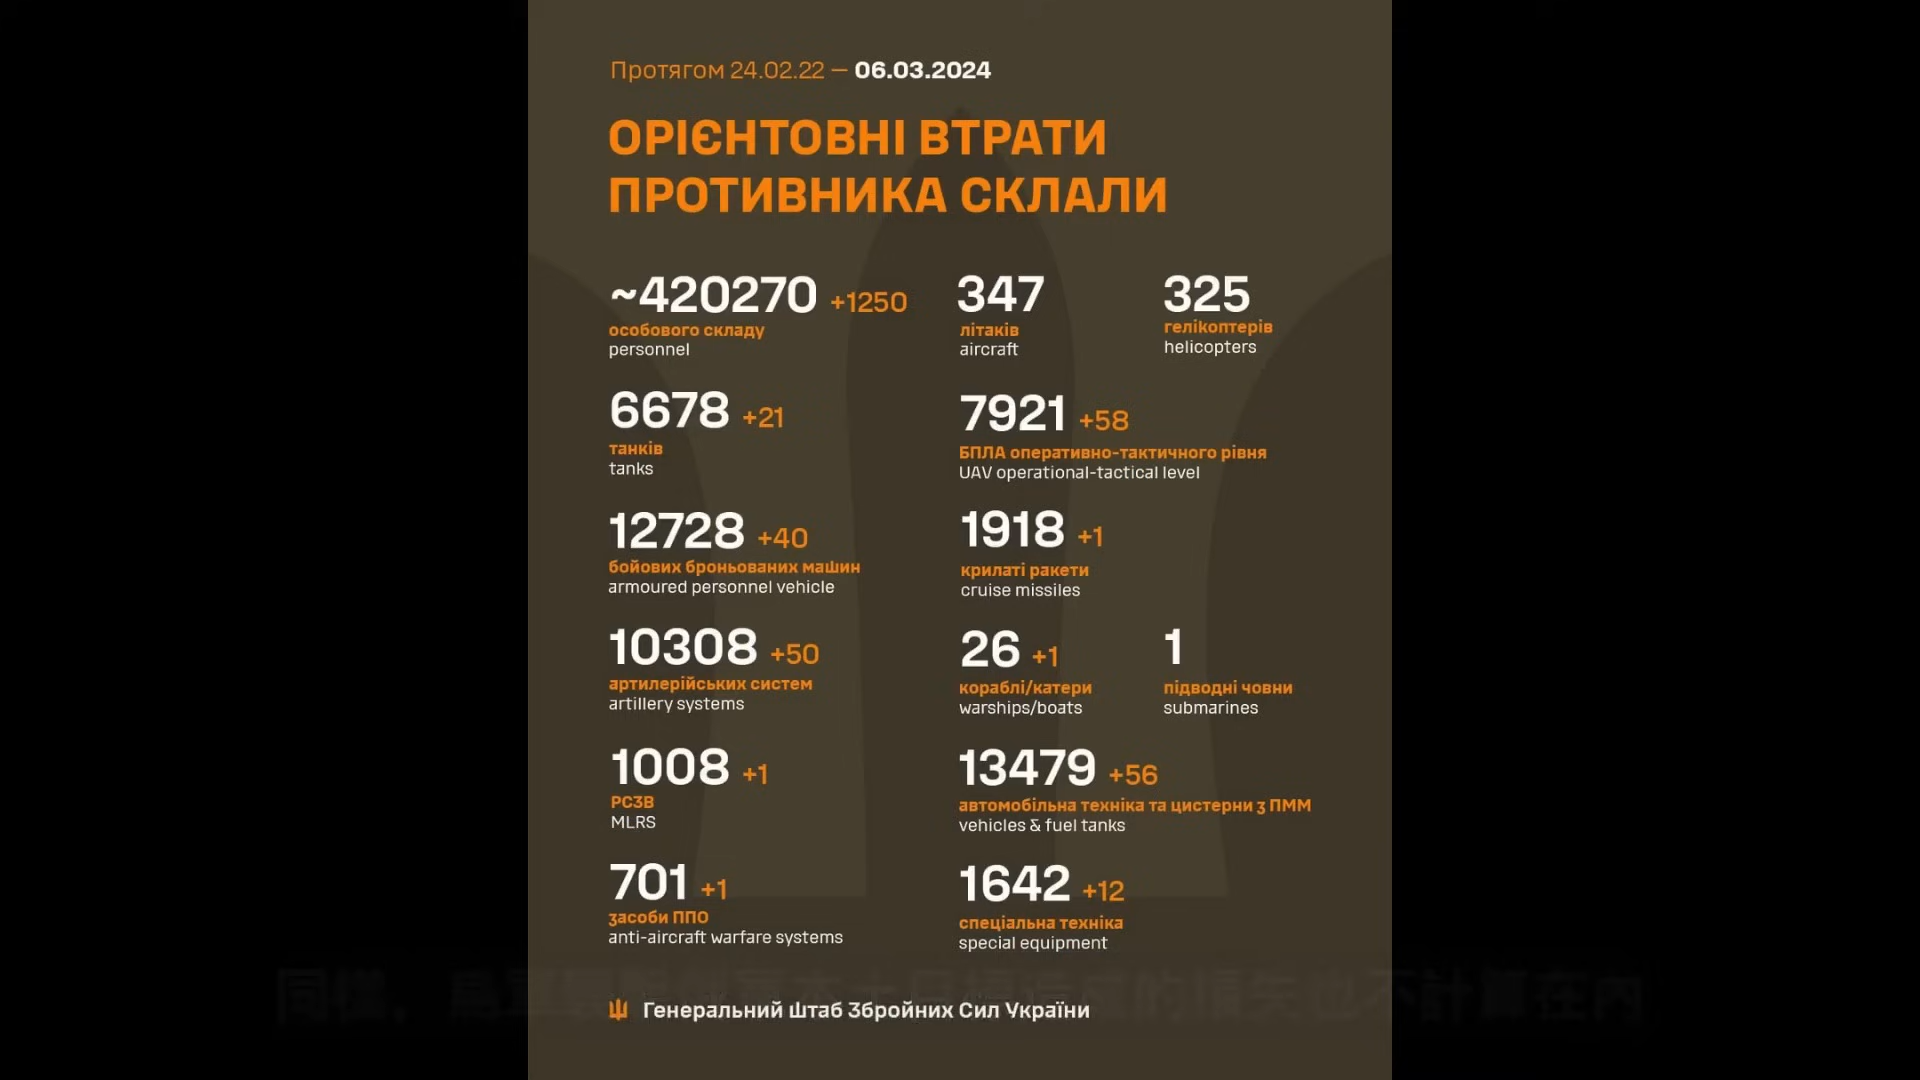 Протягом 24.02.22 — 06.03.2024
ОРІЄНТОВНІ ВТРАТИ
ПРОТИВНИКА СКЛАЛИ
~420270 +1250
особового складу
personnel
347
літаків
aircraft
325
гелікоптерів
helicopters
6678 +21
танків
tanks
7921 +58
БПЛА оперативно-тактичного рівня
UAV operational-tactical level
12728 +40
бойових броньованих машин
armoured personnel vehicle
1918 +1
крилаті ракети
cruise missiles
10308 +50
артилерійських систем
artillery systems
26 +1
кораблі/катери
warships/boats
1
підводні човни
submarines
1008 +1
РСЗВ
MLRS
13479 +56
автомобільна техніка та цистерни з ПММ
vehicles & fuel tanks
701 +1
засоби ППО
anti-aircraft warfare systems
1642 +12
спеціальна техніка
special equipment
Генеральний штаб Збройних Сил України